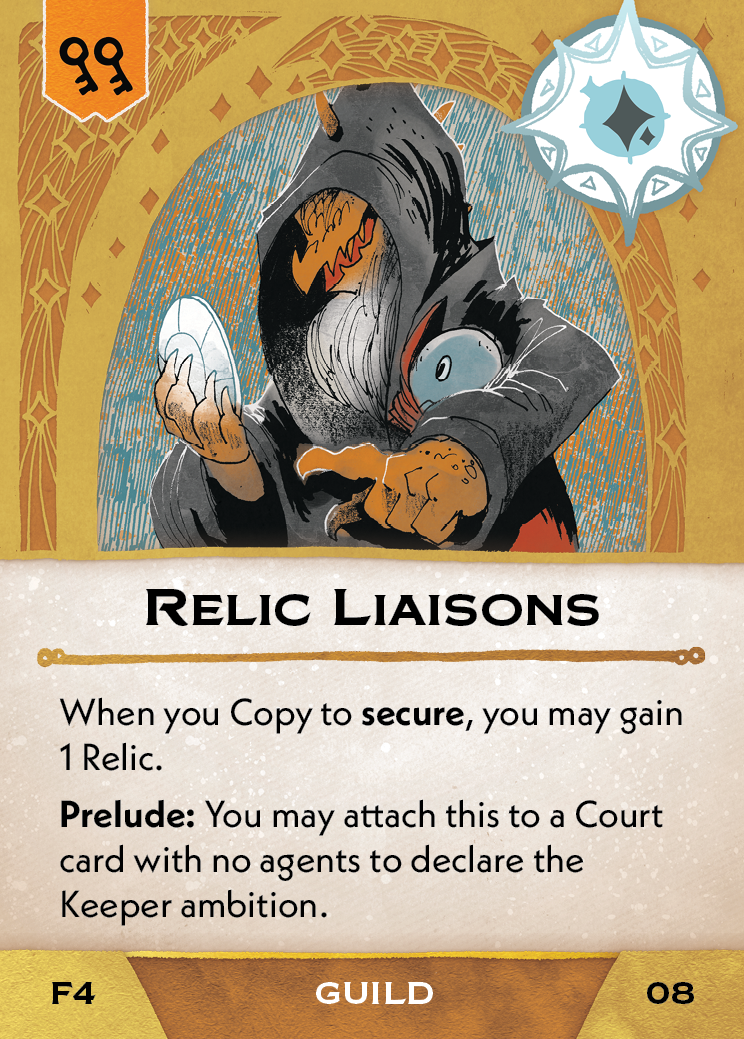 Relic Liaisons
When you Copy to secure, you may gain
1 Relic.
Prelude: You may attach this to a Court
card with no agents to declare the
Keeper ambition.
F4 GUILD 08